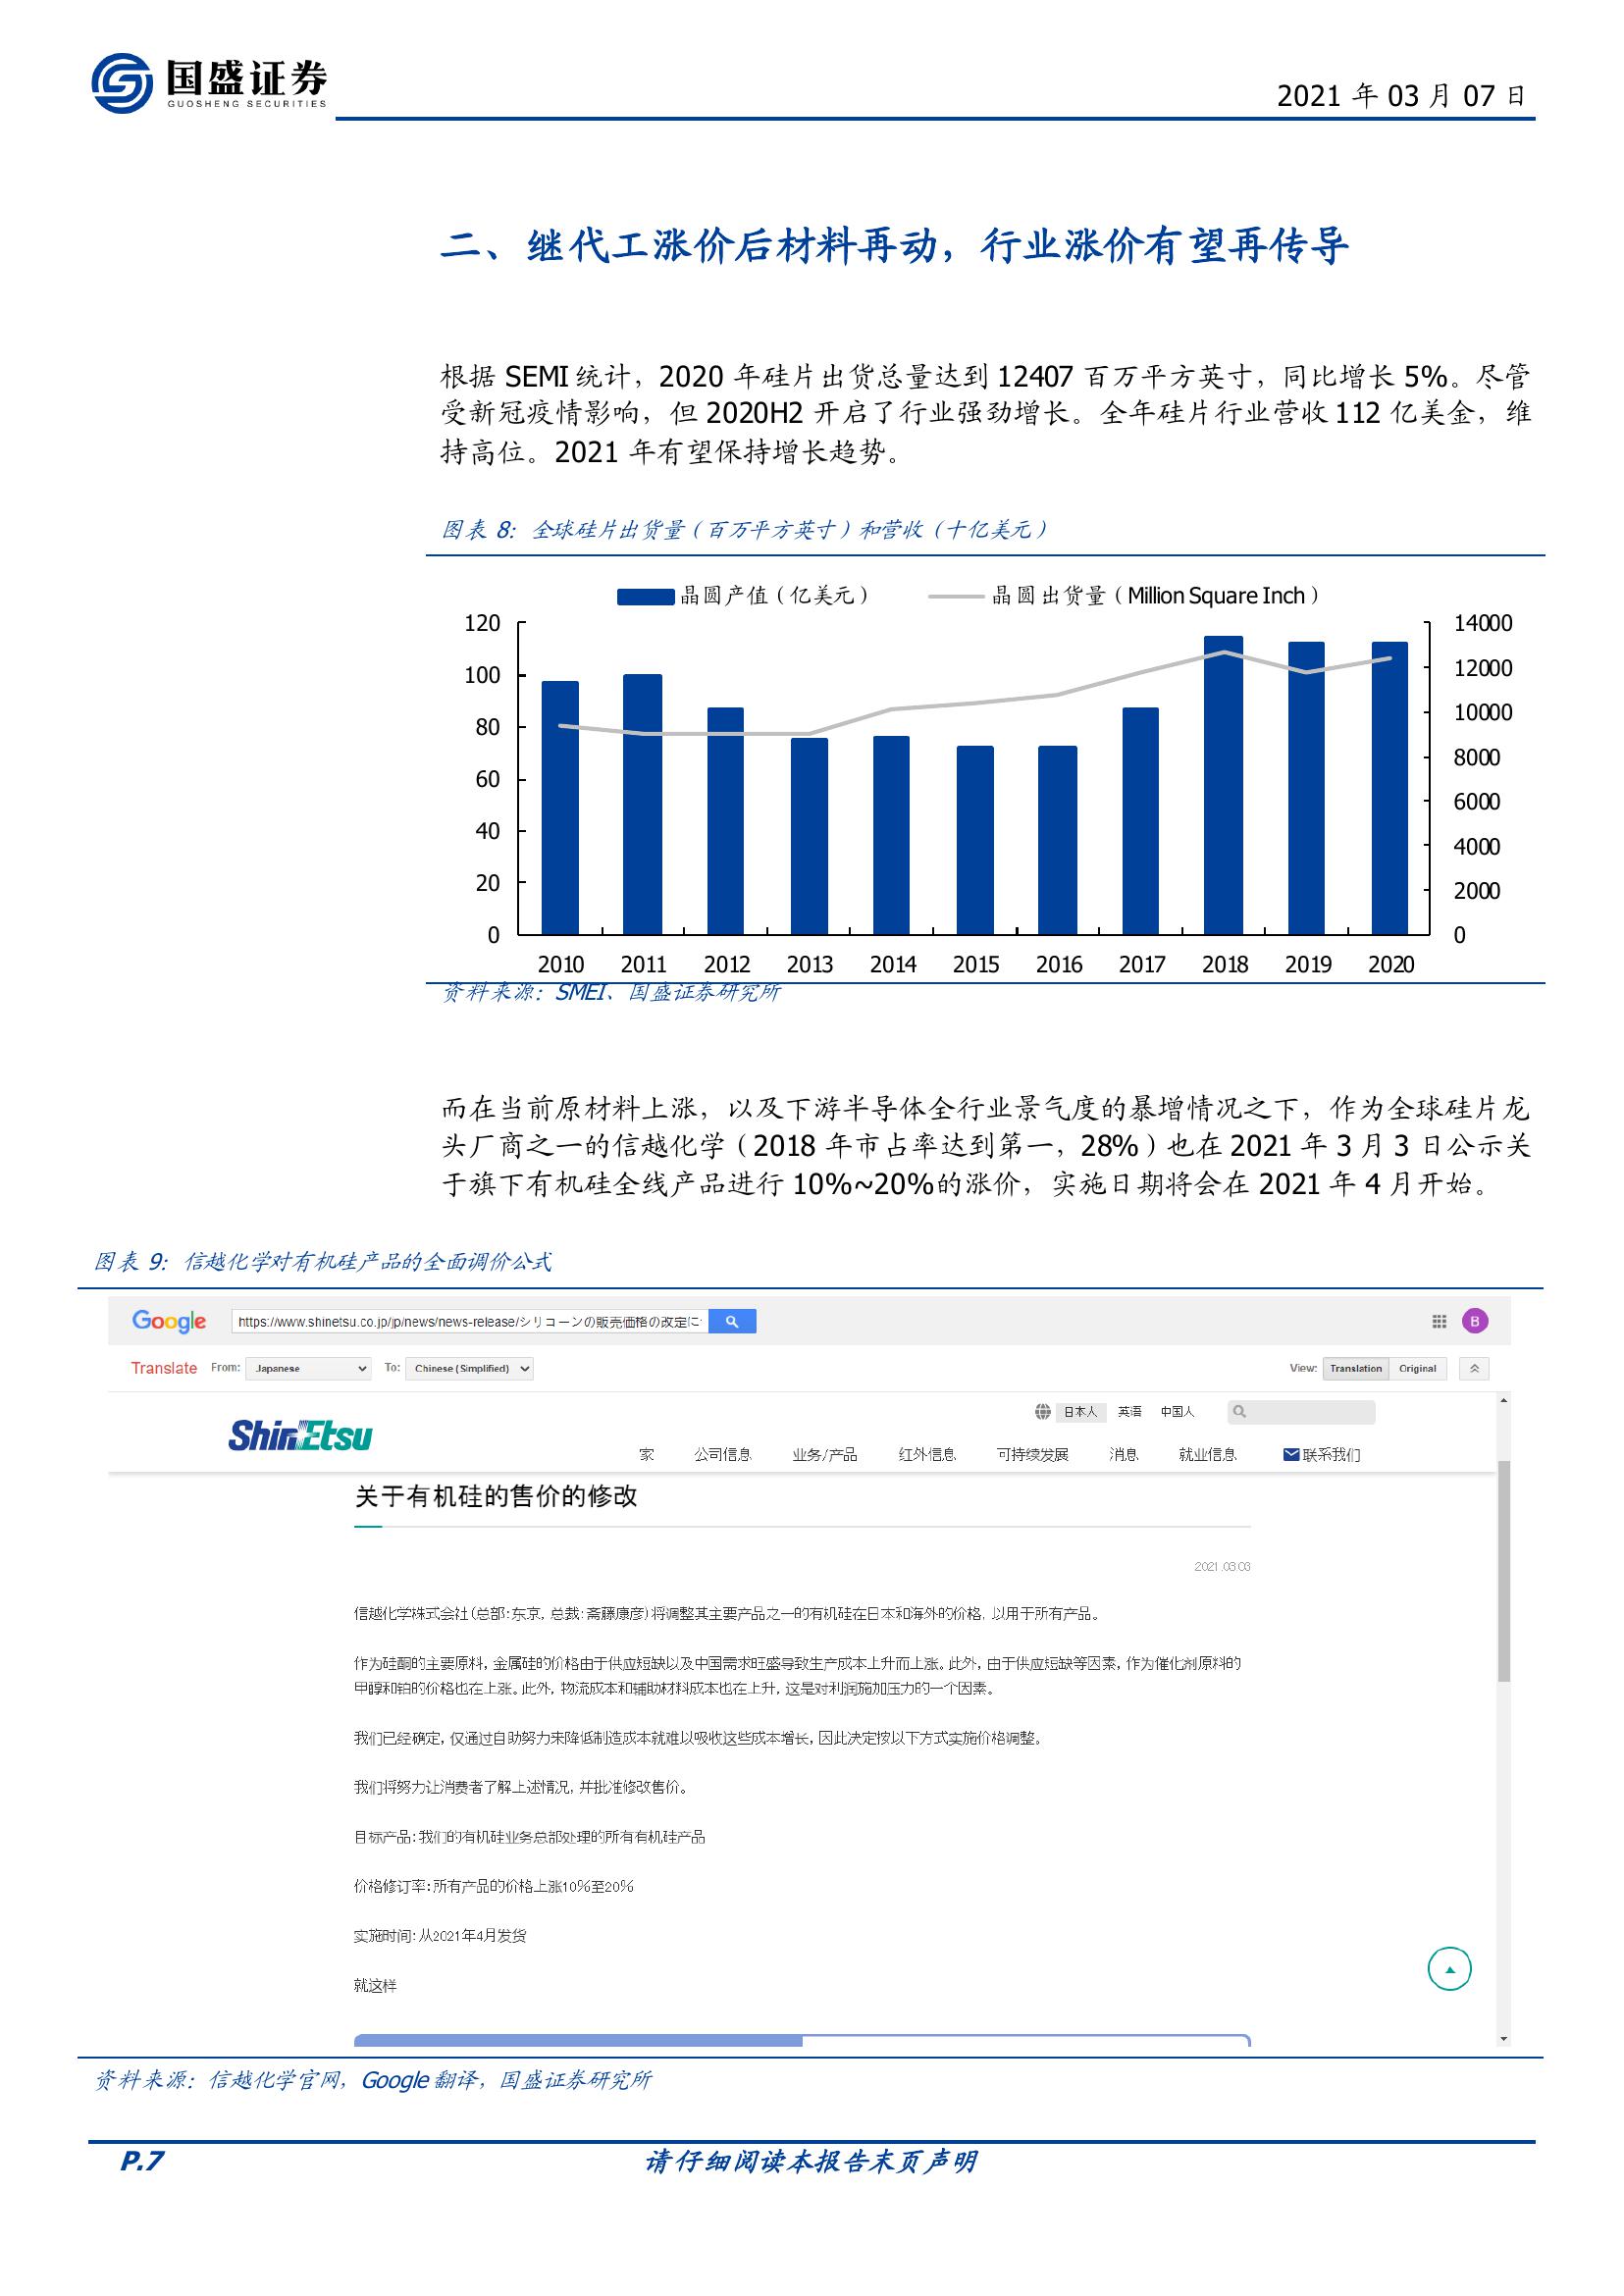 国盛证券
GUOSHENG SECURITIES
2021 年 03 月 07 日
二、继代工涨价后材料再动，行业涨价有望再传导
根据 SEMI 统计，2020 年硅片出货总量达到 12407 百万平方英寸，同比增长 5%。尽管
受新冠疫情影响，但 2020H2 开启了行业强劲增长。全年硅片行业营收 112 亿美金，维
持高位。2021 年有望保持增长趋势。
图表 8：全球硅片出货量（百万平方英寸）和营收（十亿美元）
晶圆产值（亿美元） 晶圆出货量（Million Square Inch）
120 14000
100 12000
80 10000
60 8000
40 6000
20 4000
0 2000
0
2010 2011 2012 2013 2014 2015 2016 2017 2018 2019 2020
资料来源：SMEI、国盛证券研究所
而在当前原材料上涨，以及下游半导体全行业景气度的暴增情况之下，作为全球硅片龙
头厂商之一的信越化学（2018 年市占率达到第一，28%）也在 2021 年 3 月 3 日公示关
于旗下有机硅全线产品进行 10%~20%的涨价，实施日期将会在 2021 年 4 月开始。
图表 9：信越化学对有机硅产品的全面调价公式
Google https://www.shinetsu.co.jp/jp/news/news-release/シリコーンの販売価格の改定に B
Translate From: Japanese To: Chinese (Simplified) View: Translation Original
日本人 英语 中国人
ShinEtsu
家 公司信息 业务/产品 红外信息 可持续发展 消息 就业信息 联系我们
关于有机硅的售价的修改
2021.03.03
信越化学株式会社（总部：东京，总裁：斋藤康彦）将调整其主要产品之一的有机硅在日本和海外的价格，以用于所有产品。
作为硅酮的主要原料，金属硅的价格由于供应短缺以及中国需求旺盛导致生产成本上升而上涨。此外，由于供应短缺等因素，作为催化剂原料的
甲醇和铂的价格也在上涨。此外，物流成本和辅助材料成本也在上升，这是对利润施加压力的一个因素。
我们已经确定，仅通过自助努力来降低制造成本就难以吸收这些成本增长，因此决定按以下方式实施价格调整。
我们将努力让消费者了解上述情况，并批准修改售价。
目标产品：我们的有机硅业务总部处理的所有有机硅产品
价格修订率：所有产品的价格上涨10％至20％
实施时间：从2021年4月发货
就这样
资料来源：信越化学官网，Google 翻译，国盛证券研究所
P.7 请仔细阅读本报告末页声明